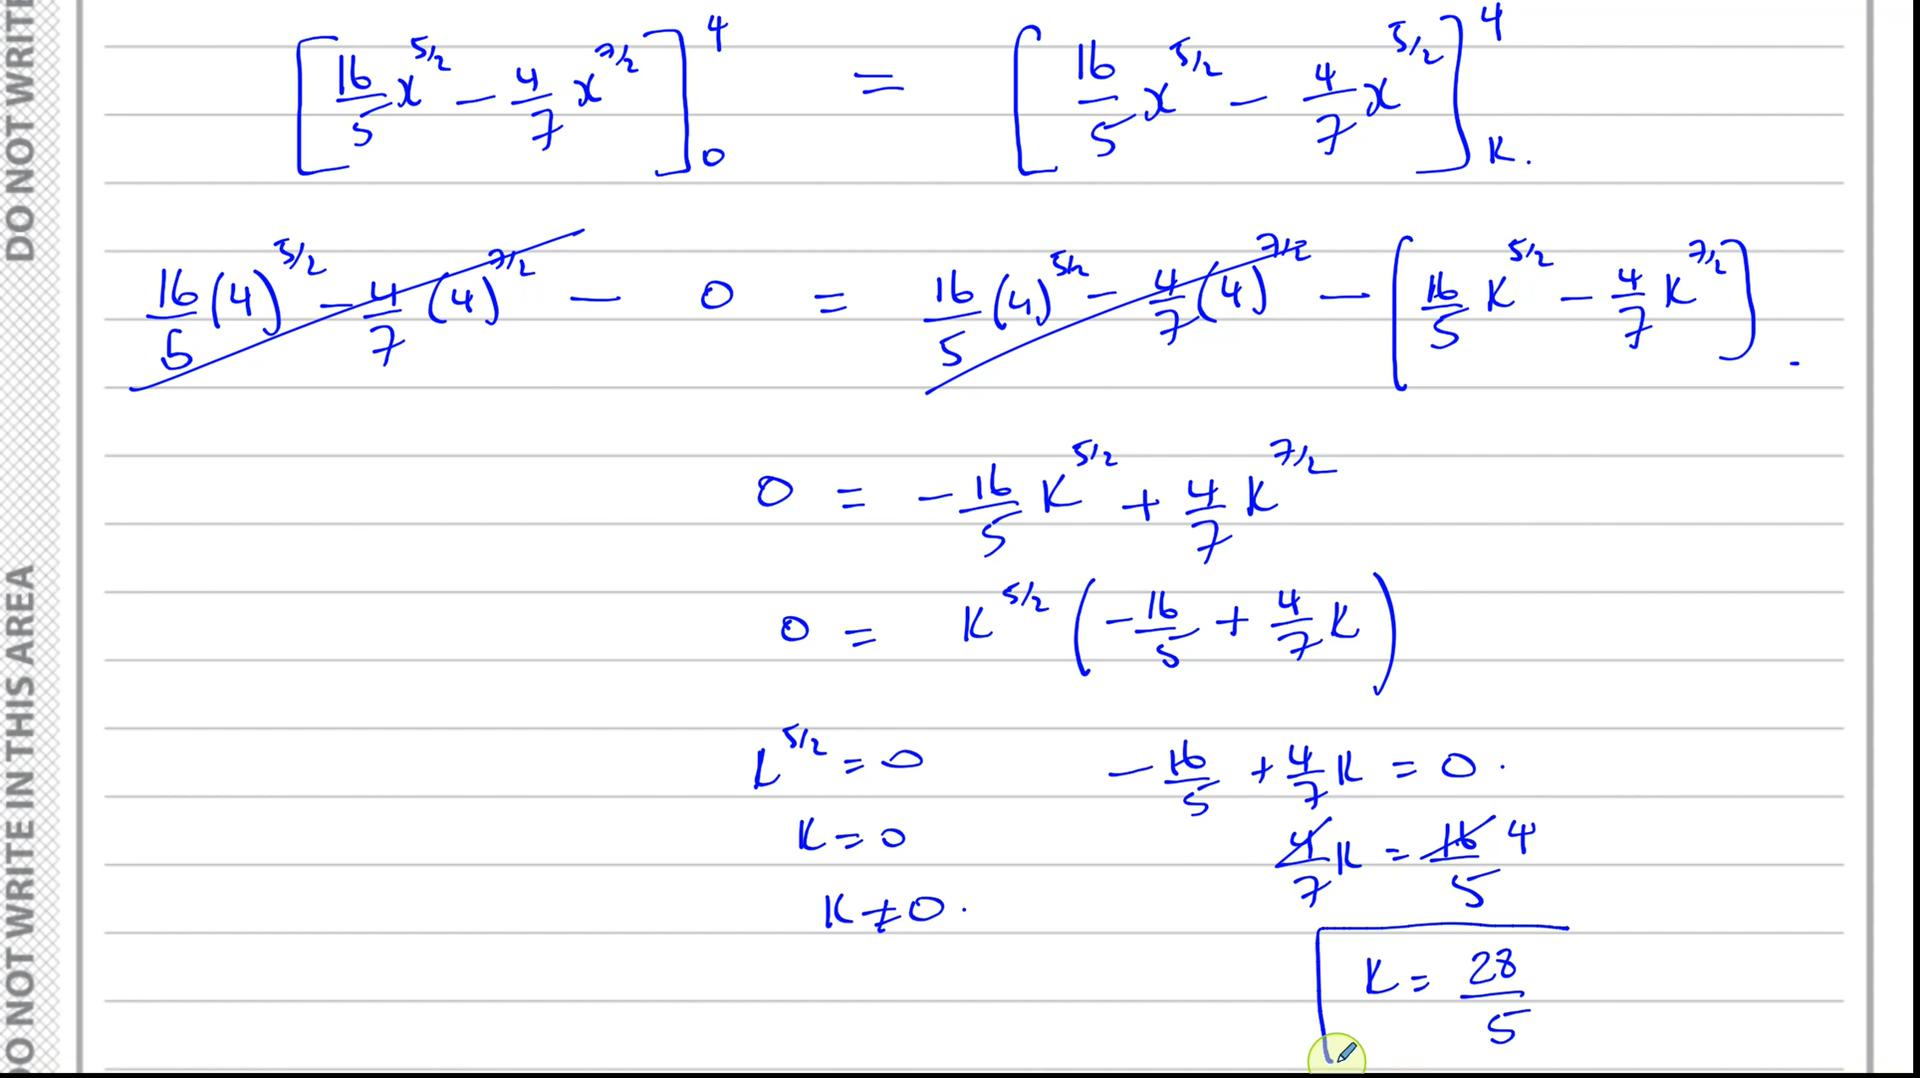 DO NOT WRITE
DO NOT WRITE IN THIS AREA
[16/5 x^5/2 − 4/7 x^7/2]_0^4 = [16/5 x^5/2 − 4/7 x^5/2]_K^4.
16/5 (4)^5/2 − 4/7 (4)^7/2 − 0 = 16/5 (4)^5/2 − 4/7 (4)^7/2 − [16/5 K^5/2 − 4/7 K^7/2].
0 = −16/5 K^5/2 + 4/7 K^7/2
0 = K^5/2 (−16/5 + 4/7 K)
K^5/2 = 0 −16/5 + 4/7 K = 0.
K = 0 4/7 K = 16/5 4
K ≠ 0.
K = 28/5